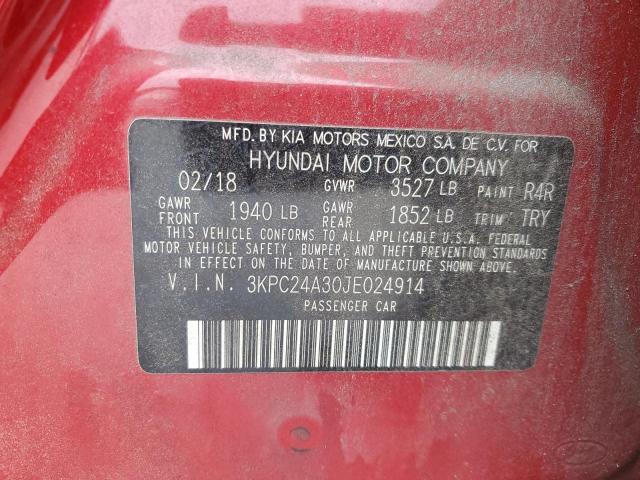 MFD. BY KIA MOTORS MEXICO S.A. DE C.V. FOR
HYUNDAI MOTOR COMPANY
02/18 GVWR 3527 LB PAINT R4R
GAWR FRONT 1940 LB GAWR REAR 1852 LB TRIM TRY
THIS VEHICLE CONFORMS TO ALL APPLICABLE U.S.A. FEDERAL
MOTOR VEHICLE SAFETY, BUMPER, AND THEFT PREVENTION STANDARDS
IN EFFECT ON THE DATE OF MANUFACTURE SHOWN ABOVE.
V.I.N. 3KPC24A30JE024914
PASSENGER CAR